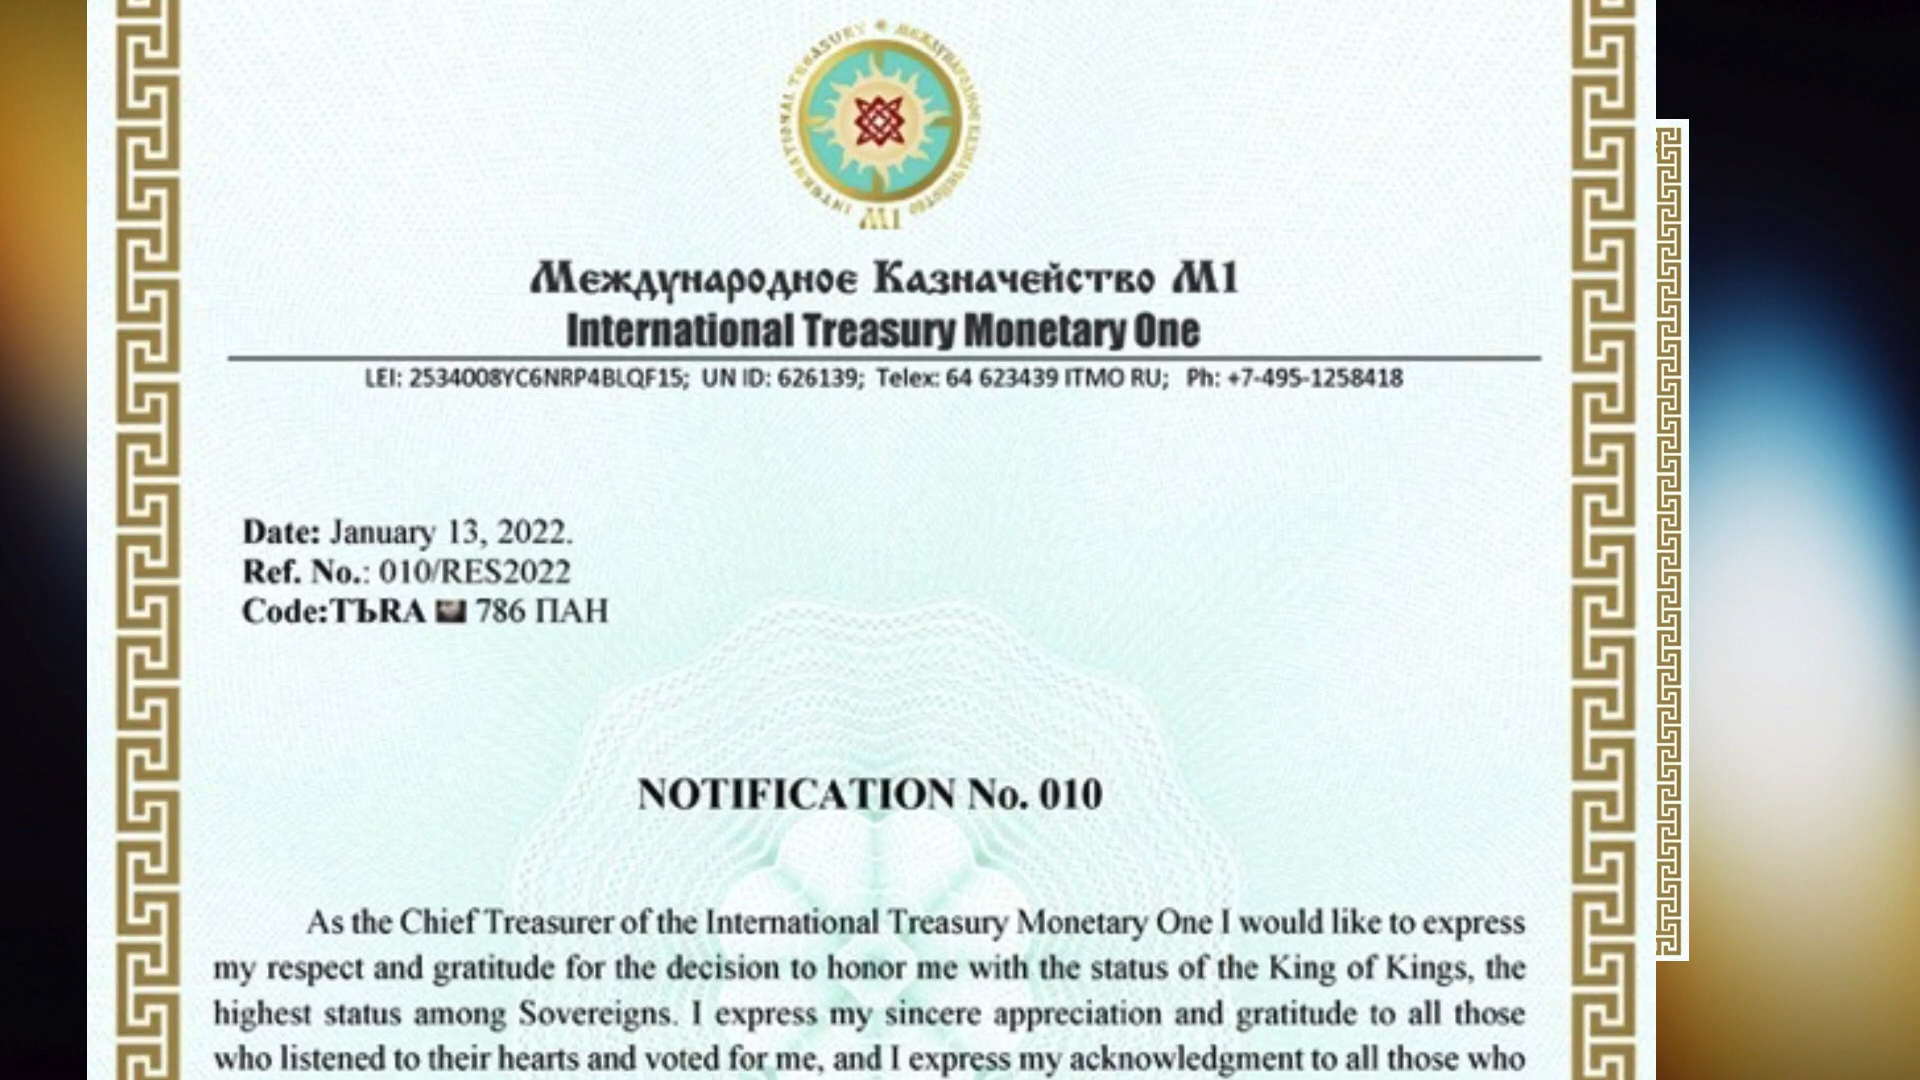 INTERNATIONAL TREASURY * МЕЖДУНАРОДНОЕ КАЗНАЧЕЙСТВО
М1
Международное Казначейство М1
International Treasury Monetary One
LEI: 2534008YC6NRP4BLQF15; UN ID: 626139; Telex: 64 623439 ITMO RU; Ph: +7-495-1258418
Date: January 13, 2022.
Ref. No.: 010/RES2022
Code:ТЪRA 786 ПАН
NOTIFICATION No. 010
As the Chief Treasurer of the International Treasury Monetary One I would like to express
my respect and gratitude for the decision to honor me with the status of the King of Kings, the
highest status among Sovereigns. I express my sincere appreciation and gratitude to all those
who listened to their hearts and voted for me, and I express my acknowledgment to all those who